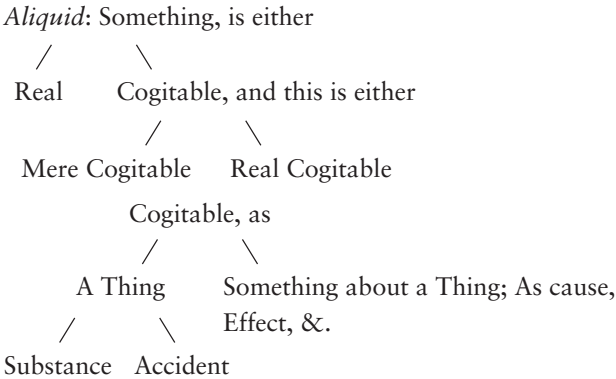 Aliquid: Something, is either
Real Cogitable, and this is either
Mere Cogitable Real Cogitable
Cogitable, as
A Thing Something about a Thing; As cause,
Effect, &.
Substance Accident